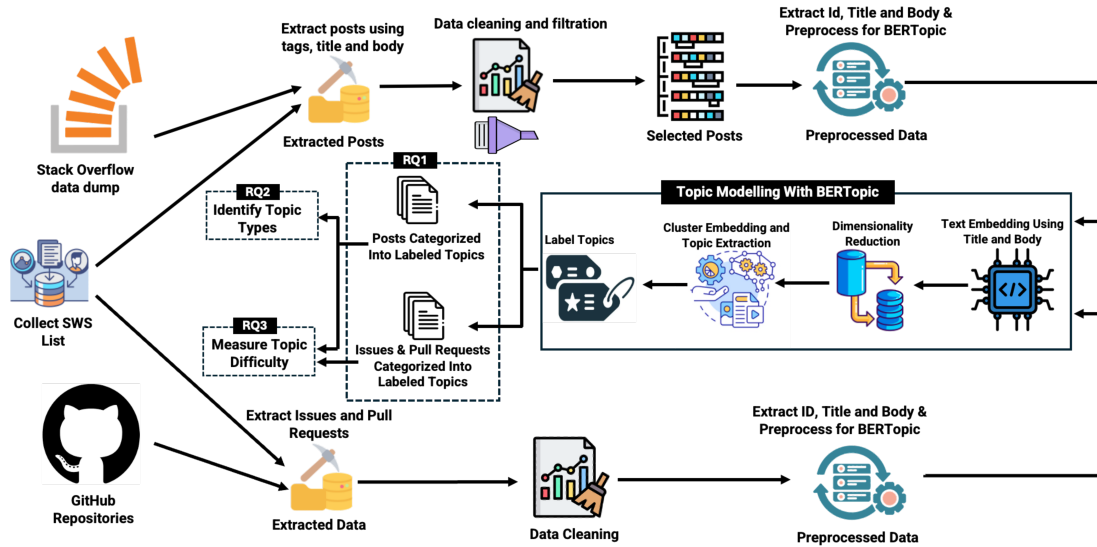 Extract posts using
tags, title and body
Data cleaning and filtration
Extract Id, Title and Body &
Preprocess for BERTopic
Stack Overflow
data dump
Extracted Posts
Selected Posts
Preprocessed Data
RQ1
RQ2
Identify Topic
Types
Posts Categorized
Into Labeled Topics
Topic Modelling With BERTopic
Label Topics
Cluster Embedding and
Topic Extraction
Dimensionality
Reduction
Text Embedding Using
Title and Body
Collect SWS
List
RQ3
Measure Topic
Difficulty
Issues & Pull Requests
Categorized Into
Labeled Topics
GitHub
Repositories
Extract Issues and Pull
Requests
Extracted Data
Data Cleaning
Extract ID, Title and Body &
Preprocess for BERTopic
Preprocessed Data